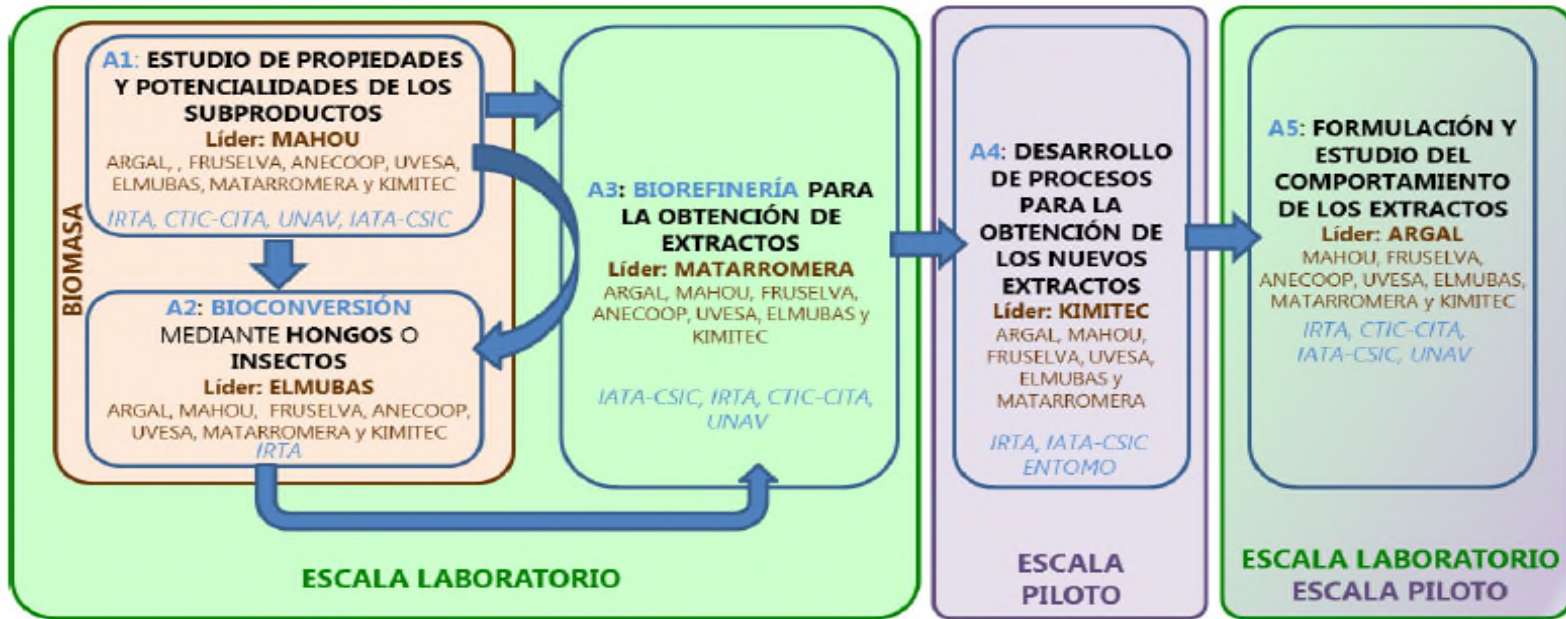 BIOMASA
A1: ESTUDIO DE PROPIEDADES
Y POTENCIALIDADES DE LOS
SUBPRODUCTOS
Líder: MAHOU
ARGAL, , FRUSELVA, ANECOOP, UVESA,
ELMUBAS, MATARROMERA y KIMITEC
IRTA, CTIC-CITA, UNAV, IATA-CSIC
A2: BIOCONVERSIÓN
MEDIANTE HONGOS O
INSECTOS
Líder: ELMUBAS
ARGAL, MAHOU, FRUSELVA, ANECOOP,
UVESA, MATARROMERA y KIMITEC
IRTA
A3: BIOREFINERÍA PARA
LA OBTENCIÓN DE
EXTRACTOS
Líder: MATARROMERA
ARGAL, MAHOU, FRUSELVA,
ANECOOP, UVESA, ELMUBAS y
KIMITEC
IATA-CSIC, IRTA, CTIC-CITA,
UNAV
ESCALA LABORATORIO
A4: DESARROLLO
DE PROCESOS
PARA LA
OBTENCIÓN DE
LOS NUEVOS
EXTRACTOS
Líder: KIMITEC
ARGAL, MAHOU,
FRUSELVA, UVESA,
ELMUBAS y
MATARROMERA
IRTA, IATA-CSIC
ENTOMO
ESCALA
PILOTO
A5: FORMULACIÓN Y
ESTUDIO DEL
COMPORTAMIENTO
DE LOS EXTRACTOS
Líder: ARGAL
MAHOU, FRUSELVA,
ANECOOP, UVESA, ELMUBAS,
MATARROMERA y KIMITEC
IRTA, CTIC-CITA,
IATA-CSIC, UNAV
ESCALA LABORATORIO
ESCALA PILOTO